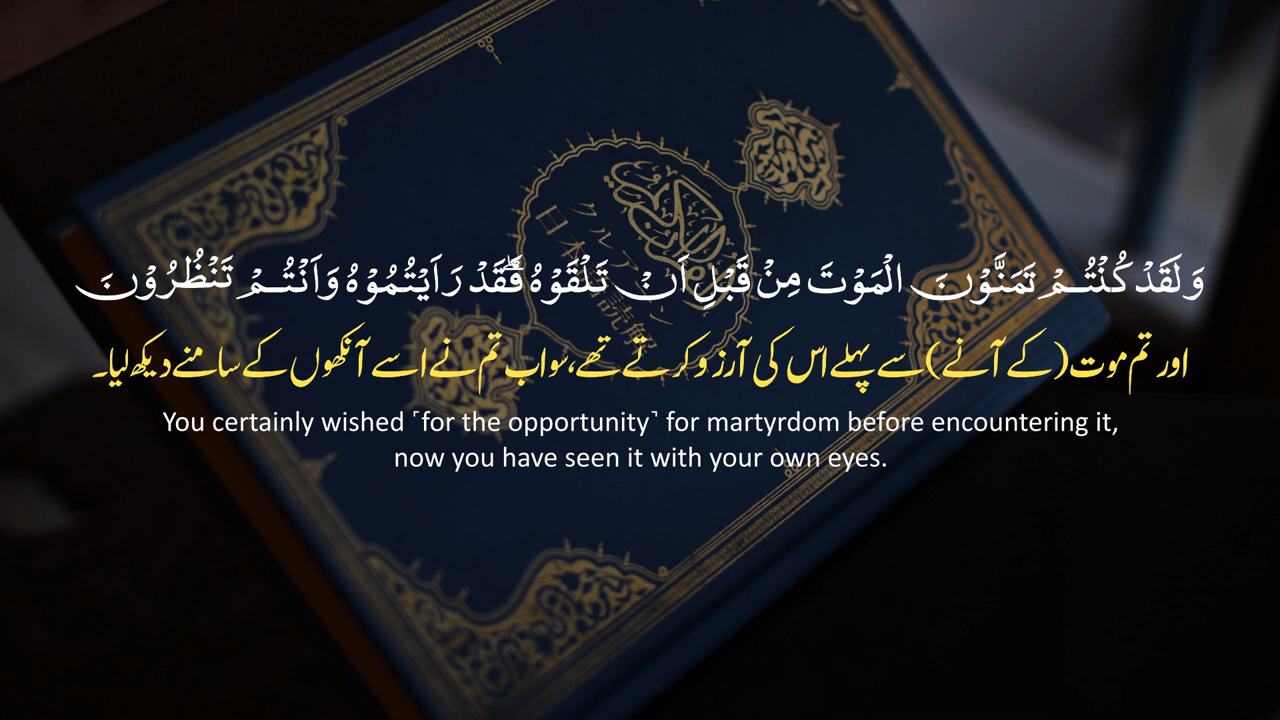 وَلَقَدْ كُنْتُمْ تَمَنَّوْنَ الْمَوْتَ مِنْ قَبْلِ اَنْ تَلْقَوْهُ ۖ فَقَدْ رَاَيْتُمُوْهُ وَاَنْتُمْ تَنْظُرُوْنَ
اور تم موت (کے آنے) سے پہلے اس کی آرزو کرتے تھے، سو اب تم نے اسے آنکھوں کے سامنے دیکھ لیا۔
You certainly wished ˹for the opportunity˺ for martyrdom before encountering it,
now you have seen it with your own eyes.